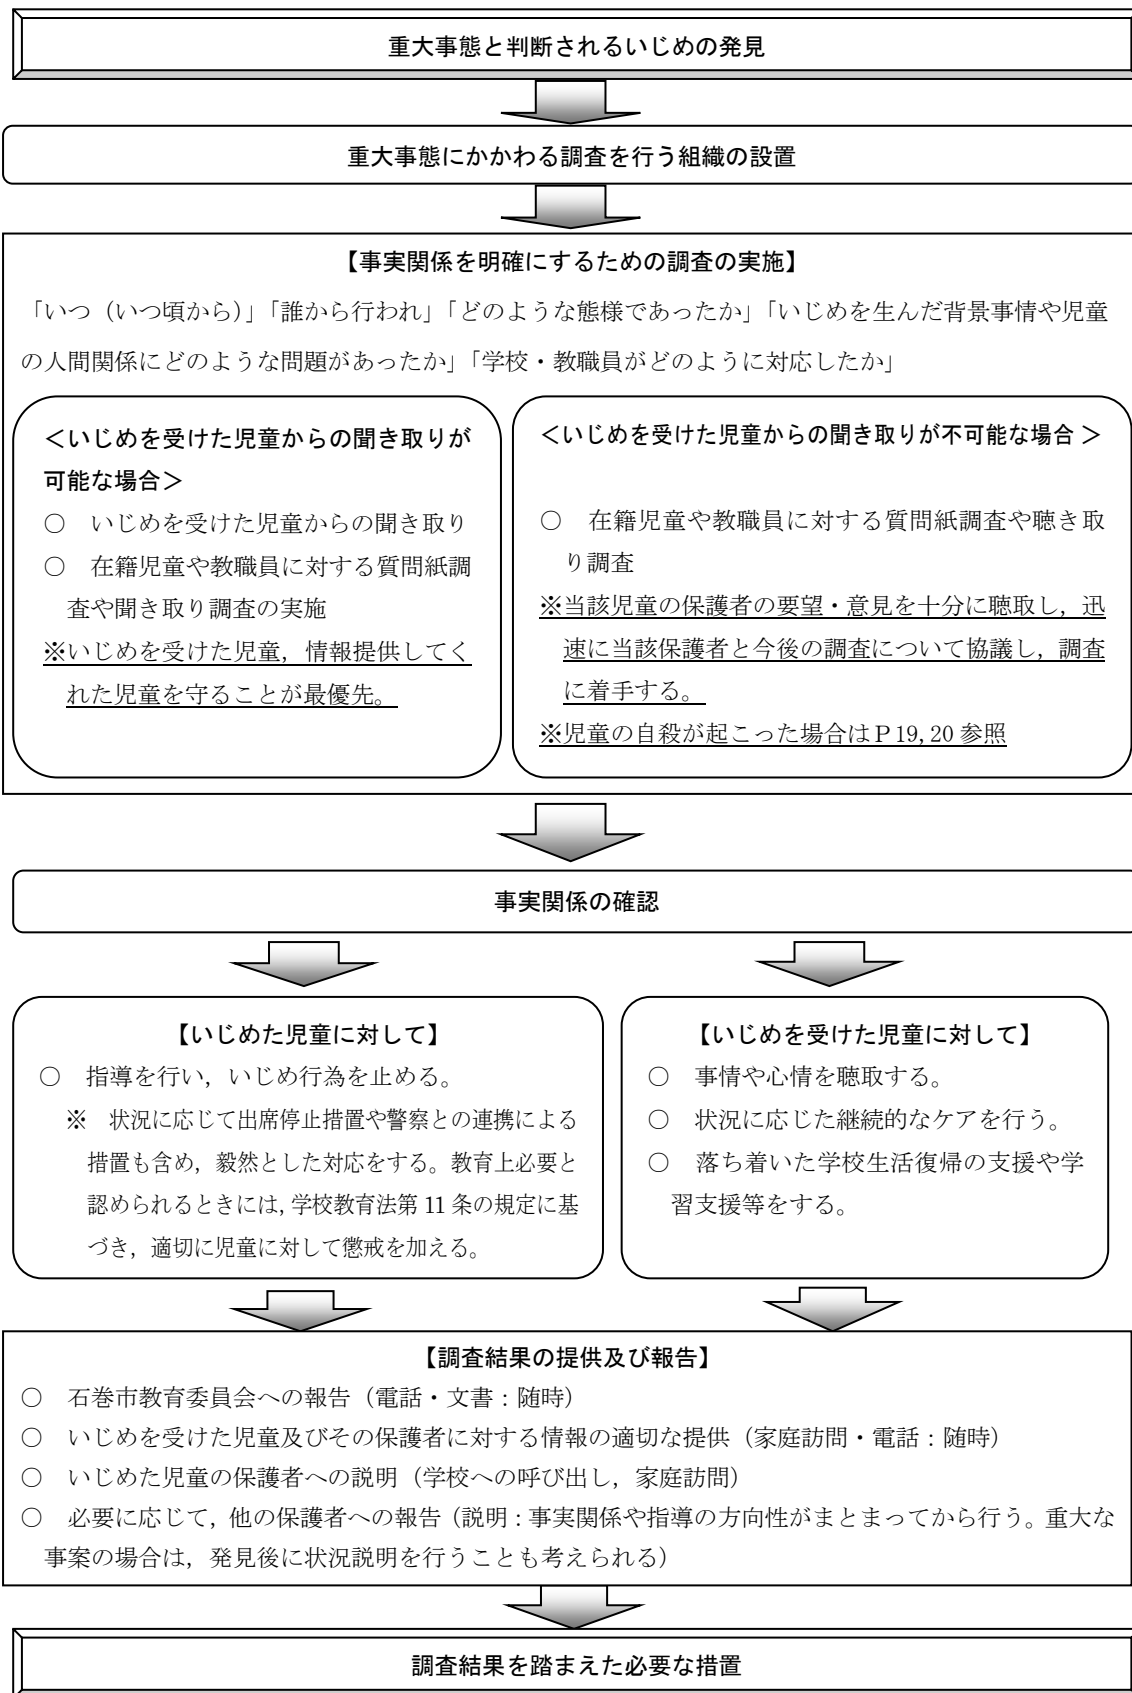 重大事態と判断されるいじめの発見
重大事態にかかわる調査を行う組織の設置
【事実関係を明確にするための調査の実施】
「いつ（いつ頃から）」「誰から行われ」「どのような態様であったか」「いじめを生んだ背景事情や児童
の人間関係にどのような問題があったか」「学校・教職員がどのように対応したか」
＜いじめを受けた児童からの聞き取りが
可能な場合＞
○　いじめを受けた児童からの聞き取り
○　在籍児童や教職員に対する質問紙調
査や聞き取り調査の実施
※いじめを受けた児童，情報提供してく
れた児童を守ることが最優先。
＜いじめを受けた児童からの聞き取りが不可能な場合 ＞
○　在籍児童や教職員に対する質問紙調査や聴き取
り調査
※当該児童の保護者の要望・意見を十分に聴取し，迅
速に当該保護者と今後の調査について協議し，調査
に着手する。
※児童の自殺が起こった場合はＰ19, 20 参照
事実関係の確認
【いじめた児童に対して】
○　指導を行い，いじめ行為を止める。
※　状況に応じて出席停止措置や警察との連携による
措置も含め，毅然とした対応をする。教育上必要と
認められるときには，学校教育法第 11 条の規定に基
づき，適切に児童に対して懲戒を加える。
【いじめを受けた児童に対して】
○　事情や心情を聴取する。
○　状況に応じた継続的なケアを行う。
○　落ち着いた学校生活復帰の支援や学
習支援等をする。
【調査結果の提供及び報告】
○　石巻市教育委員会への報告（電話・文書：随時）
○　いじめを受けた児童及びその保護者に対する情報の適切な提供（家庭訪問・電話：随時）
○　いじめた児童の保護者への説明（学校への呼び出し，家庭訪問）
○　必要に応じて，他の保護者への報告（説明：事実関係や指導の方向性がまとまってから行う。重大な
事案の場合は，発見後に状況説明を行うことも考えられる）
調査結果を踏まえた必要な措置